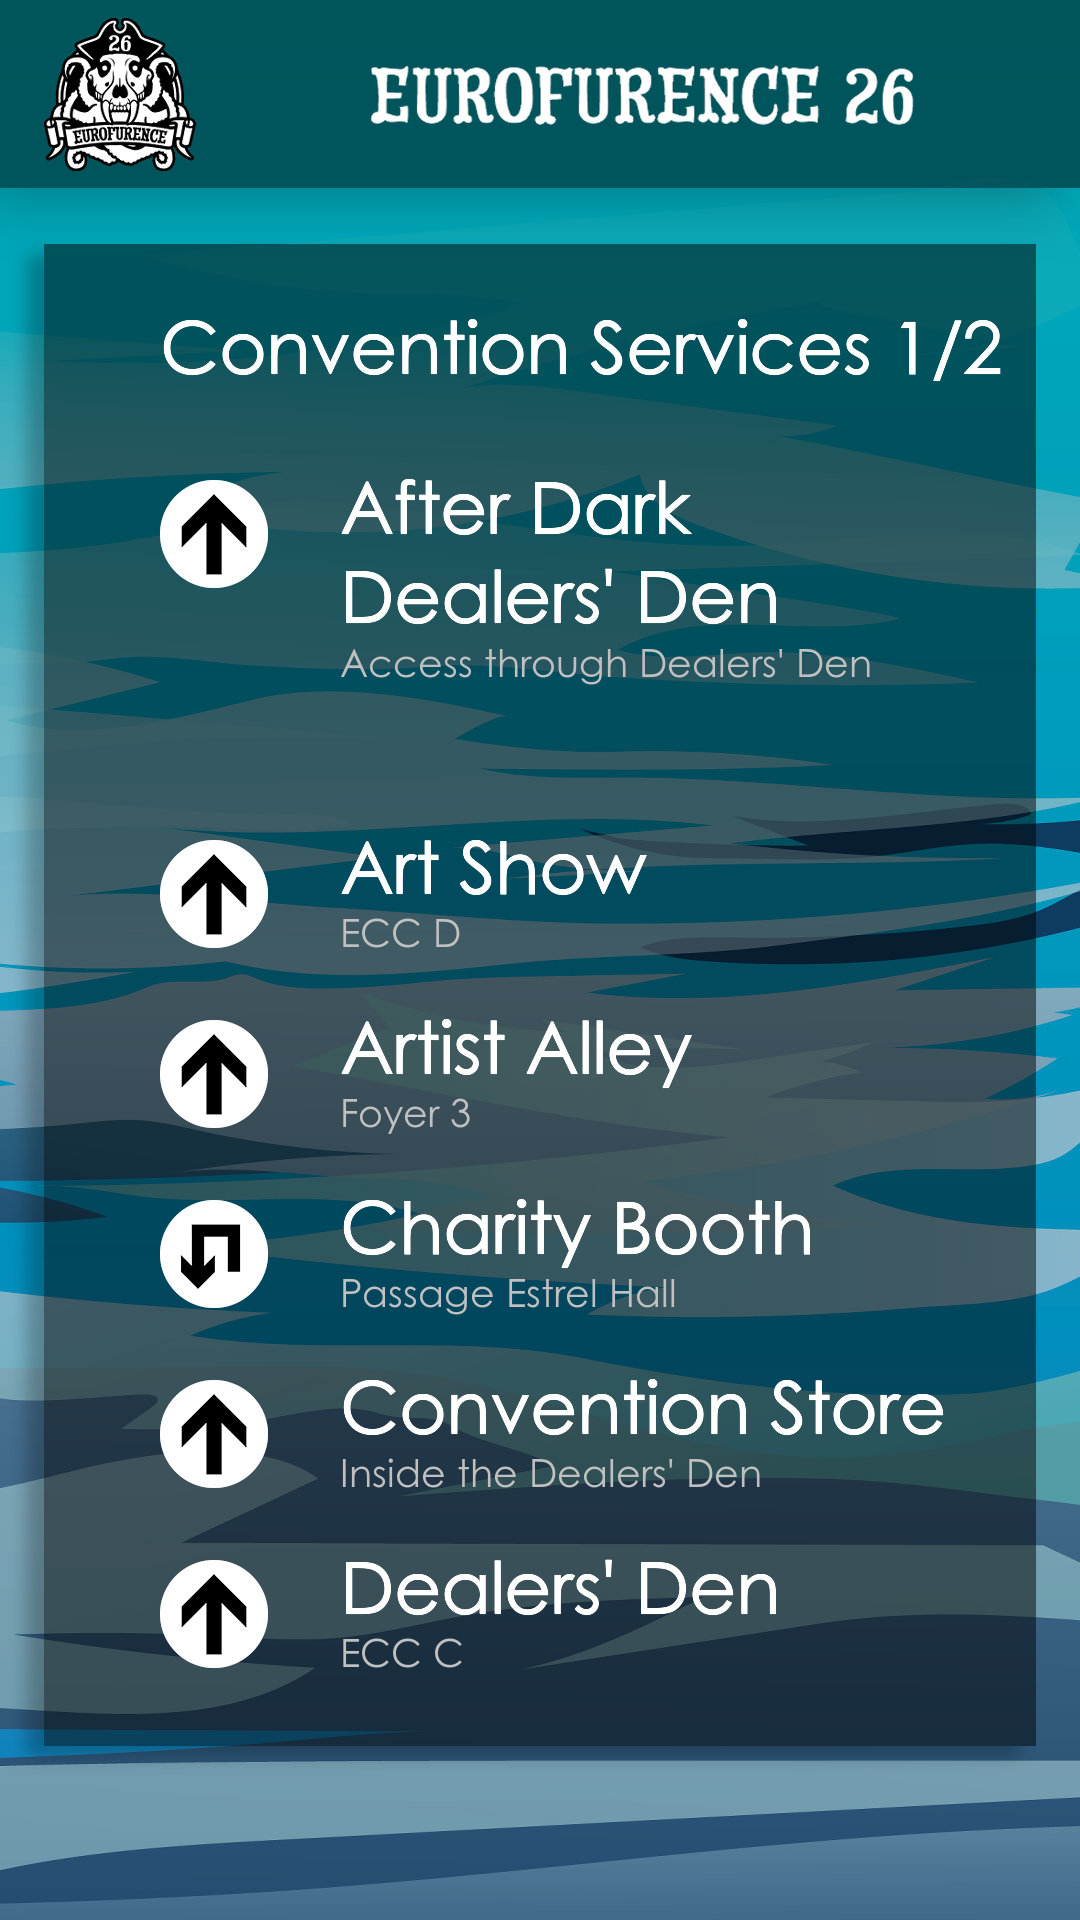 26
EUROFURENCE
EUROFURENCE 26
Convention Services 1/2
After Dark
Dealers' Den
Access through Dealers' Den
Art Show
ECC D
Artist Alley
Foyer 3
Charity Booth
Passage Estrel Hall
Convention Store
Inside the Dealers' Den
Dealers' Den
ECC C